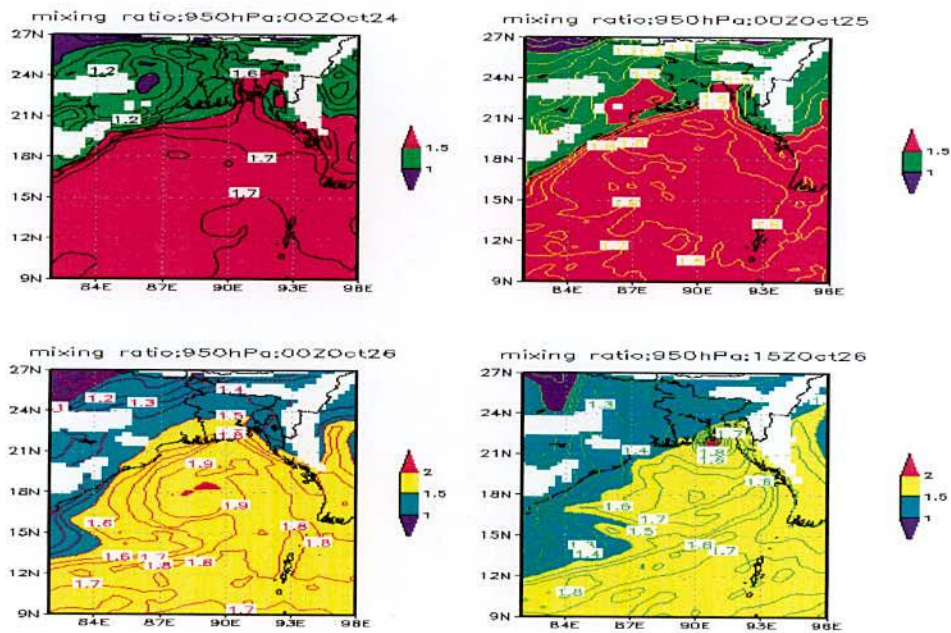 mixing ratio;950hPa;00ZOct24
27N
24N
21N
18N
15N
12N
9N
84E
87E
90E
93E
96E
1.2
1.6
1.2
1.7
1.7
1.5
1
mixing ratio;950hPa;00ZOct25
27N
24N
21N
18N
15N
12N
9N
84E
87E
90E
93E
96E
1.5
1
mixing ratio;950hPa;00ZOct26
27N
24N
21N
18N
15N
12N
9N
84E
87E
90E
93E
96E
1.2
1.3
1.4
1.5
1.9
1.9
1.6
1.8
1.6
1.7
1.8
1.8
1.8
1.7
1.7
2
1.5
1
mixing ratio;950hPa;15ZOct26
27N
24N
21N
18N
15N
12N
9N
84E
87E
90E
93E
96E
1.3
1.7
1.4
1.8
1.6
1.7
1.5
1.3
1.4
1.7
1.8
2
1.5
1